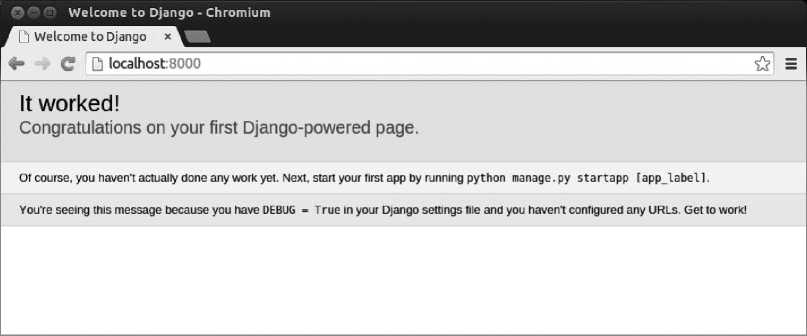 Welcome to Django - Chromium
Welcome to Django
localhost:8000
It worked!
Congratulations on your first Django-powered page.
Of course, you haven't actually done any work yet. Next, start your first app by running python manage.py startapp [app_label].
You're seeing this message because you have DEBUG = True in your Django settings file and you haven't configured any URLs. Get to work!